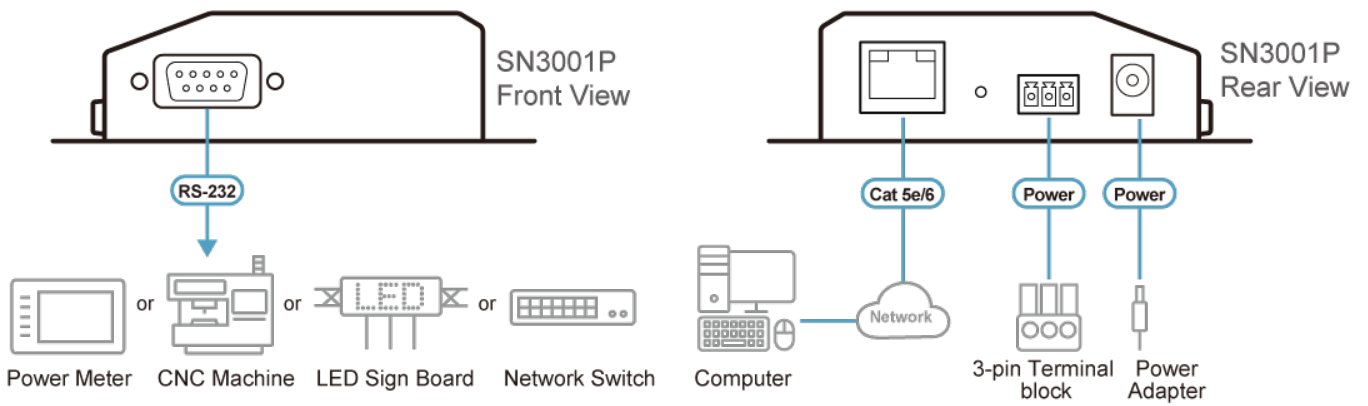 SN3001P
Front View
RS-232
or
or
or
Power Meter
CNC Machine
LED
LED Sign Board
Network Switch
SN3001P
Rear View
Cat 5e/6
Power
Power
Network
Computer
3-pin Terminal
block
Power
Adapter